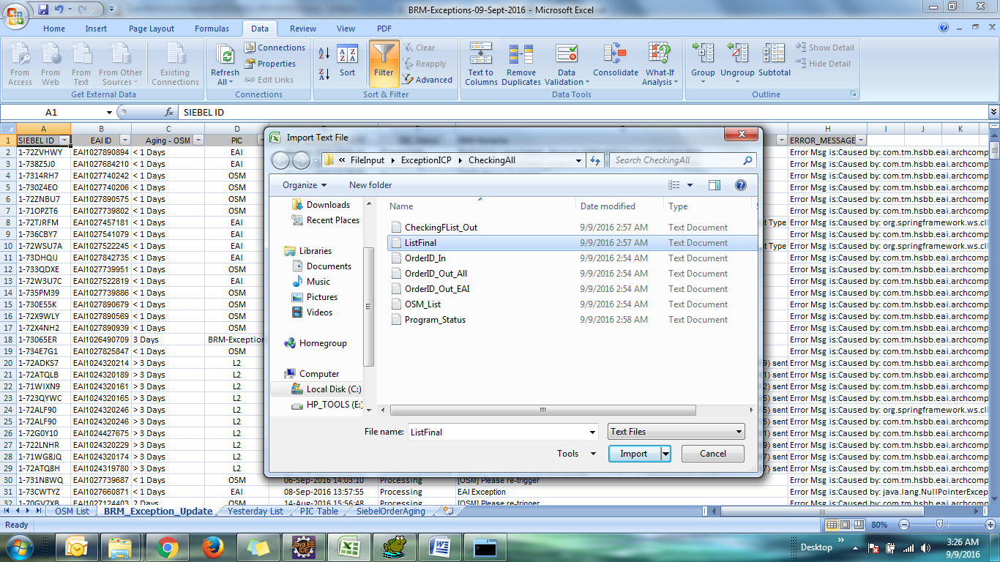 BRM-Exceptions-09-Sept-2016 - Microsoft Excel
Home Insert Page Layout Formulas Data Review View PDF
From Access
From Web
From Text
From Other Sources
Existing Connections
Get External Data
Refresh All
Connections
Properties
Edit Links
Connections
Sort
Filter
Clear
Reapply
Advanced
Sort & Filter
Text to Columns
Remove Duplicates
Data Validation
Consolidate
What-If Analysis
Data Tools
Group
Ungroup
Subtotal
Show Detail
Hide Detail
Outline
A1 fx SIEBEL ID
A B C D H I J K
1 SIEBEL ID EAI ID Aging - OSM PIC ERROR_MESSAGE
2 1-72ZVHWY EAI1027890894 < 1 Days EAI Error Msg is:Caused by: com.tm.hsbb.eai.archcomp
3 1-738Z5J0 EAI1027684210 < 1 Days EAI Error Msg is:Caused by: com.tm.hsbb.eai.archcomp
4 1-7314RH7 EAI1027740242 < 1 Days OSM Error Msg is:Caused by: com.tm.hsbb.eai.archcomp
5 1-730Z4EO EAI1027740206 < 1 Days OSM Error Msg is:Caused by: com.tm.hsbb.eai.archcomp
6 1-72ZNBU7 EAI1027890575 < 1 Days OSM Error Msg is:Caused by: com.tm.hsbb.eai.archcomp
7 1-71OPZT6 EAI1027739802 < 1 Days OSM Error Msg is:Caused by: com.tm.hsbb.eai.archcomp
8 1-72TJRFM EAI1027457181 < 1 Days EAI t Type Error Msg is:Caused by: org.springframework.ws.cli
9 1-736CBY7 EAI1027541079 < 1 Days EAI Error Msg is:Caused by: com.tm.hsbb.eai.archcomp
10 1-72WSU7A EAI1027522245 < 1 Days EAI t Type Error Msg is:Caused by: org.springframework.ws.cli
11 1-73DHQIJ EAI1027842735 < 1 Days EAI Error Msg is:Caused by: com.tm.hsbb.eai.archcomp
12 1-733QDXE EAI1027739951 < 1 Days OSM Error Msg is:Caused by: com.tm.hsbb.eai.archcomp
13 1-72W3U7C EAI1027522819 < 1 Days EAI Error Msg is:Caused by: com.tm.hsbb.eai.archcomp
14 1-735PM39 EAI1027739886 < 1 Days OSM Error Msg is:Caused by: com.tm.hsbb.eai.archcomp
15 1-730E55K EAI1027890679 < 1 Days OSM Error Msg is:Caused by: com.tm.hsbb.eai.archcomp
16 1-72X9WLY EAI1027890569 < 1 Days OSM Error Msg is:Caused by: com.tm.hsbb.eai.archcomp
17 1-72X4NH2 EAI1027890939 < 1 Days OSM Error Msg is:Caused by: com.tm.hsbb.eai.archcomp
18 1-73065ER EAI1026490709 3 Days BRM-Exception Error Msg is:Caused by: com.tm.hsbb.eai.archcomp
19 1-734E7G1 EAI1027825847 < 1 Days OSM Error Msg is:Caused by: com.tm.hsbb.eai.archcomp
20 1-72ADKS7 EAI1024320214 > 3 Days L2 9) sent Error Msg is:Caused by: com.tm.hsbb.eai.archcomp
21 1-72ATQLB EAI1024320189 > 3 Days L2 1) sent Error Msg is:Caused by: com.tm.hsbb.eai.archcomp
22 1-71WIXN9 EAI1024320161 > 3 Days L2 2) sent Error Msg is:Caused by: com.tm.hsbb.eai.archcomp
23 1-723QYWC EAI1024320165 > 3 Days L2 5) sent Error Msg is:Caused by: com.tm.hsbb.eai.archcomp
24 1-72ALF90 EAI1024320246 > 3 Days L2 5) sent Error Msg is:Caused by: org.springframework.ws.cli
25 1-72ALF90 EAI1024320246 > 3 Days L2 5) sent Error Msg is:Caused by: com.tm.hsbb.eai.archcomp
26 1-72G0Y10 EAI1024427675 > 3 Days L2 1) sent Error Msg is:Caused by: com.tm.hsbb.eai.archcomp
27 1-722LNHR EAI1024320229 > 3 Days L2 9) sent Error Msg is:Caused by: com.tm.hsbb.eai.archcomp
28 1-71WG8JQ EAI1024320174 > 3 Days L2 7) sent Error Msg is:Caused by: com.tm.hsbb.eai.archcomp
29 1-72ATQ8H EAI1024319780 > 3 Days L2 7) sent Error Msg is:Caused by: com.tm.hsbb.eai.archcomp
30 1-731N8WQ EAI1027739687 < 1 Days OSM 06-Sep-2016 14:03:10 Processing [OSM] Please re-trigger Error Msg is:Caused by: com.tm.hsbb.eai.archcomp
31 1-73CWTYZ EAI1027660871 < 1 Days EAI 08-Sep-2016 13:57:55 Processing EAI Exception Error Msg is:Caused by: java.lang.NullPointerExcep
32 1-70GV7XB EAI1027124403 2 Days OSM 14-Aug-2016 15:56:48 Processing [OSM] Please re-trigger Error Msg is:Caused by: com.tm.hsbb.eai.archcomp
Import Text File
« FileInput ExceptionICP CheckingAll
Search CheckingAll
Organize New folder
Downloads
Recent Places
Libraries
Documents
Music
Pictures
Videos
Homegroup
Computer
Local Disk (C:)
HP_TOOLS (E:)
Name Date modified Type
CheckingFList_Out 9/9/2016 2:57 AM Text Document
ListFinal 9/9/2016 2:57 AM Text Document
OrderID_In 9/9/2016 2:54 AM Text Document
OrderID_Out_All 9/9/2016 2:54 AM Text Document
OrderID_Out_EAI 9/9/2016 2:54 AM Text Document
OSM_List 9/9/2016 2:54 AM Text Document
Program_Status 9/9/2016 2:58 AM Text Document
File name: ListFinal Text Files
Tools Import Cancel
OSM List BRM_Exception_Update Yesterday List PIC Table SiebelOrderAging
Ready 80%
Java EE IDE
Desktop »
3:26 AM
9/9/2016